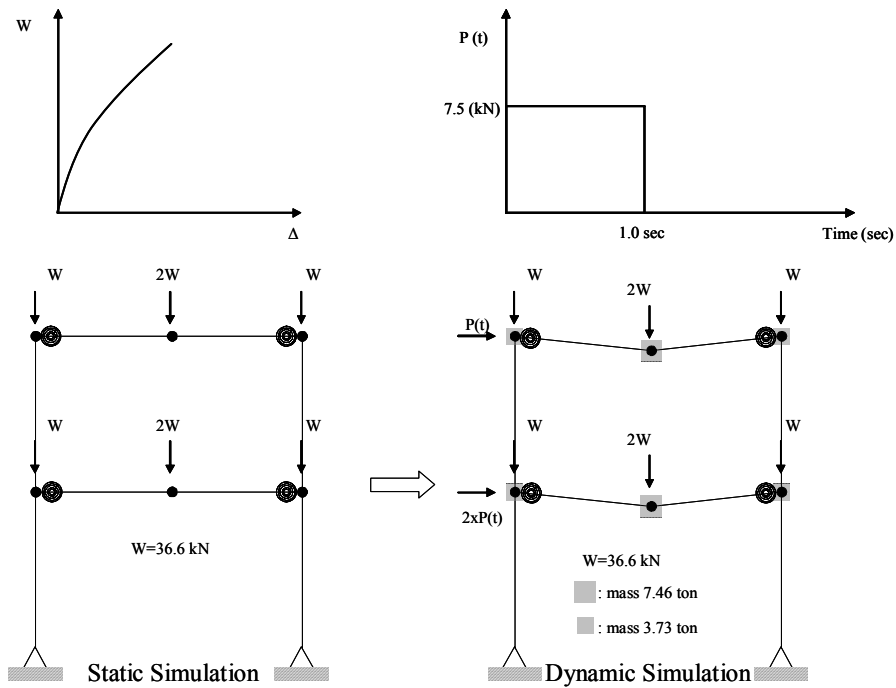 W
Δ
P (t)
7.5 (kN)
1.0 sec
Time (sec)
W
2W
W
W
2W
W
W=36.6 kN
Static Simulation
W
2W
W
P(t)
W
2W
W
2xP(t)
W=36.6 kN
: mass 7.46 ton
: mass 3.73 ton
Dynamic Simulation